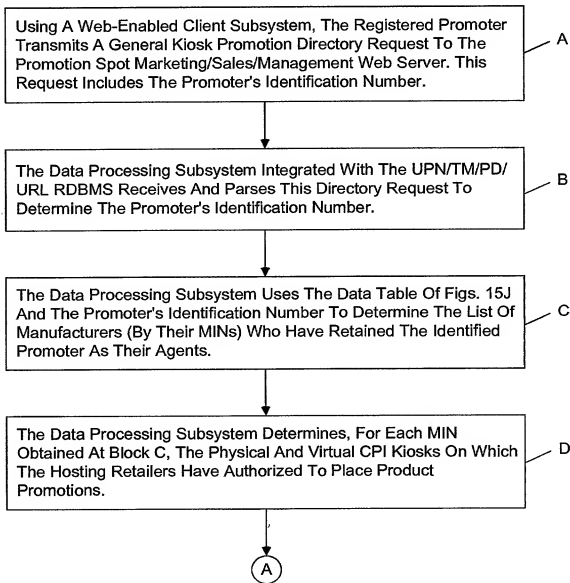 Using A Web-Enabled Client Subsystem, The Registered Promoter
Transmits A General Kiosk Promotion Directory Request To The
Promotion Spot Marketing/Sales/Management Web Server. This
Request Includes The Promoter's Identification Number.
A
The Data Processing Subsystem Integrated With The UPN/TM/PD/
URL RDBMS Receives And Parses This Directory Request To
Determine The Promoter's Identification Number.
B
The Data Processing Subsystem Uses The Data Table Of Figs. 15J
And The Promoter's Identification Number To Determine The List Of
Manufacturers (By Their MINs) Who Have Retained The Identified
Promoter As Their Agents.
C
The Data Processing Subsystem Determines, For Each MIN
Obtained At Block C, The Physical And Virtual CPI Kiosks On Which
The Hosting Retailers Have Authorized To Place Product
Promotions.
D
A